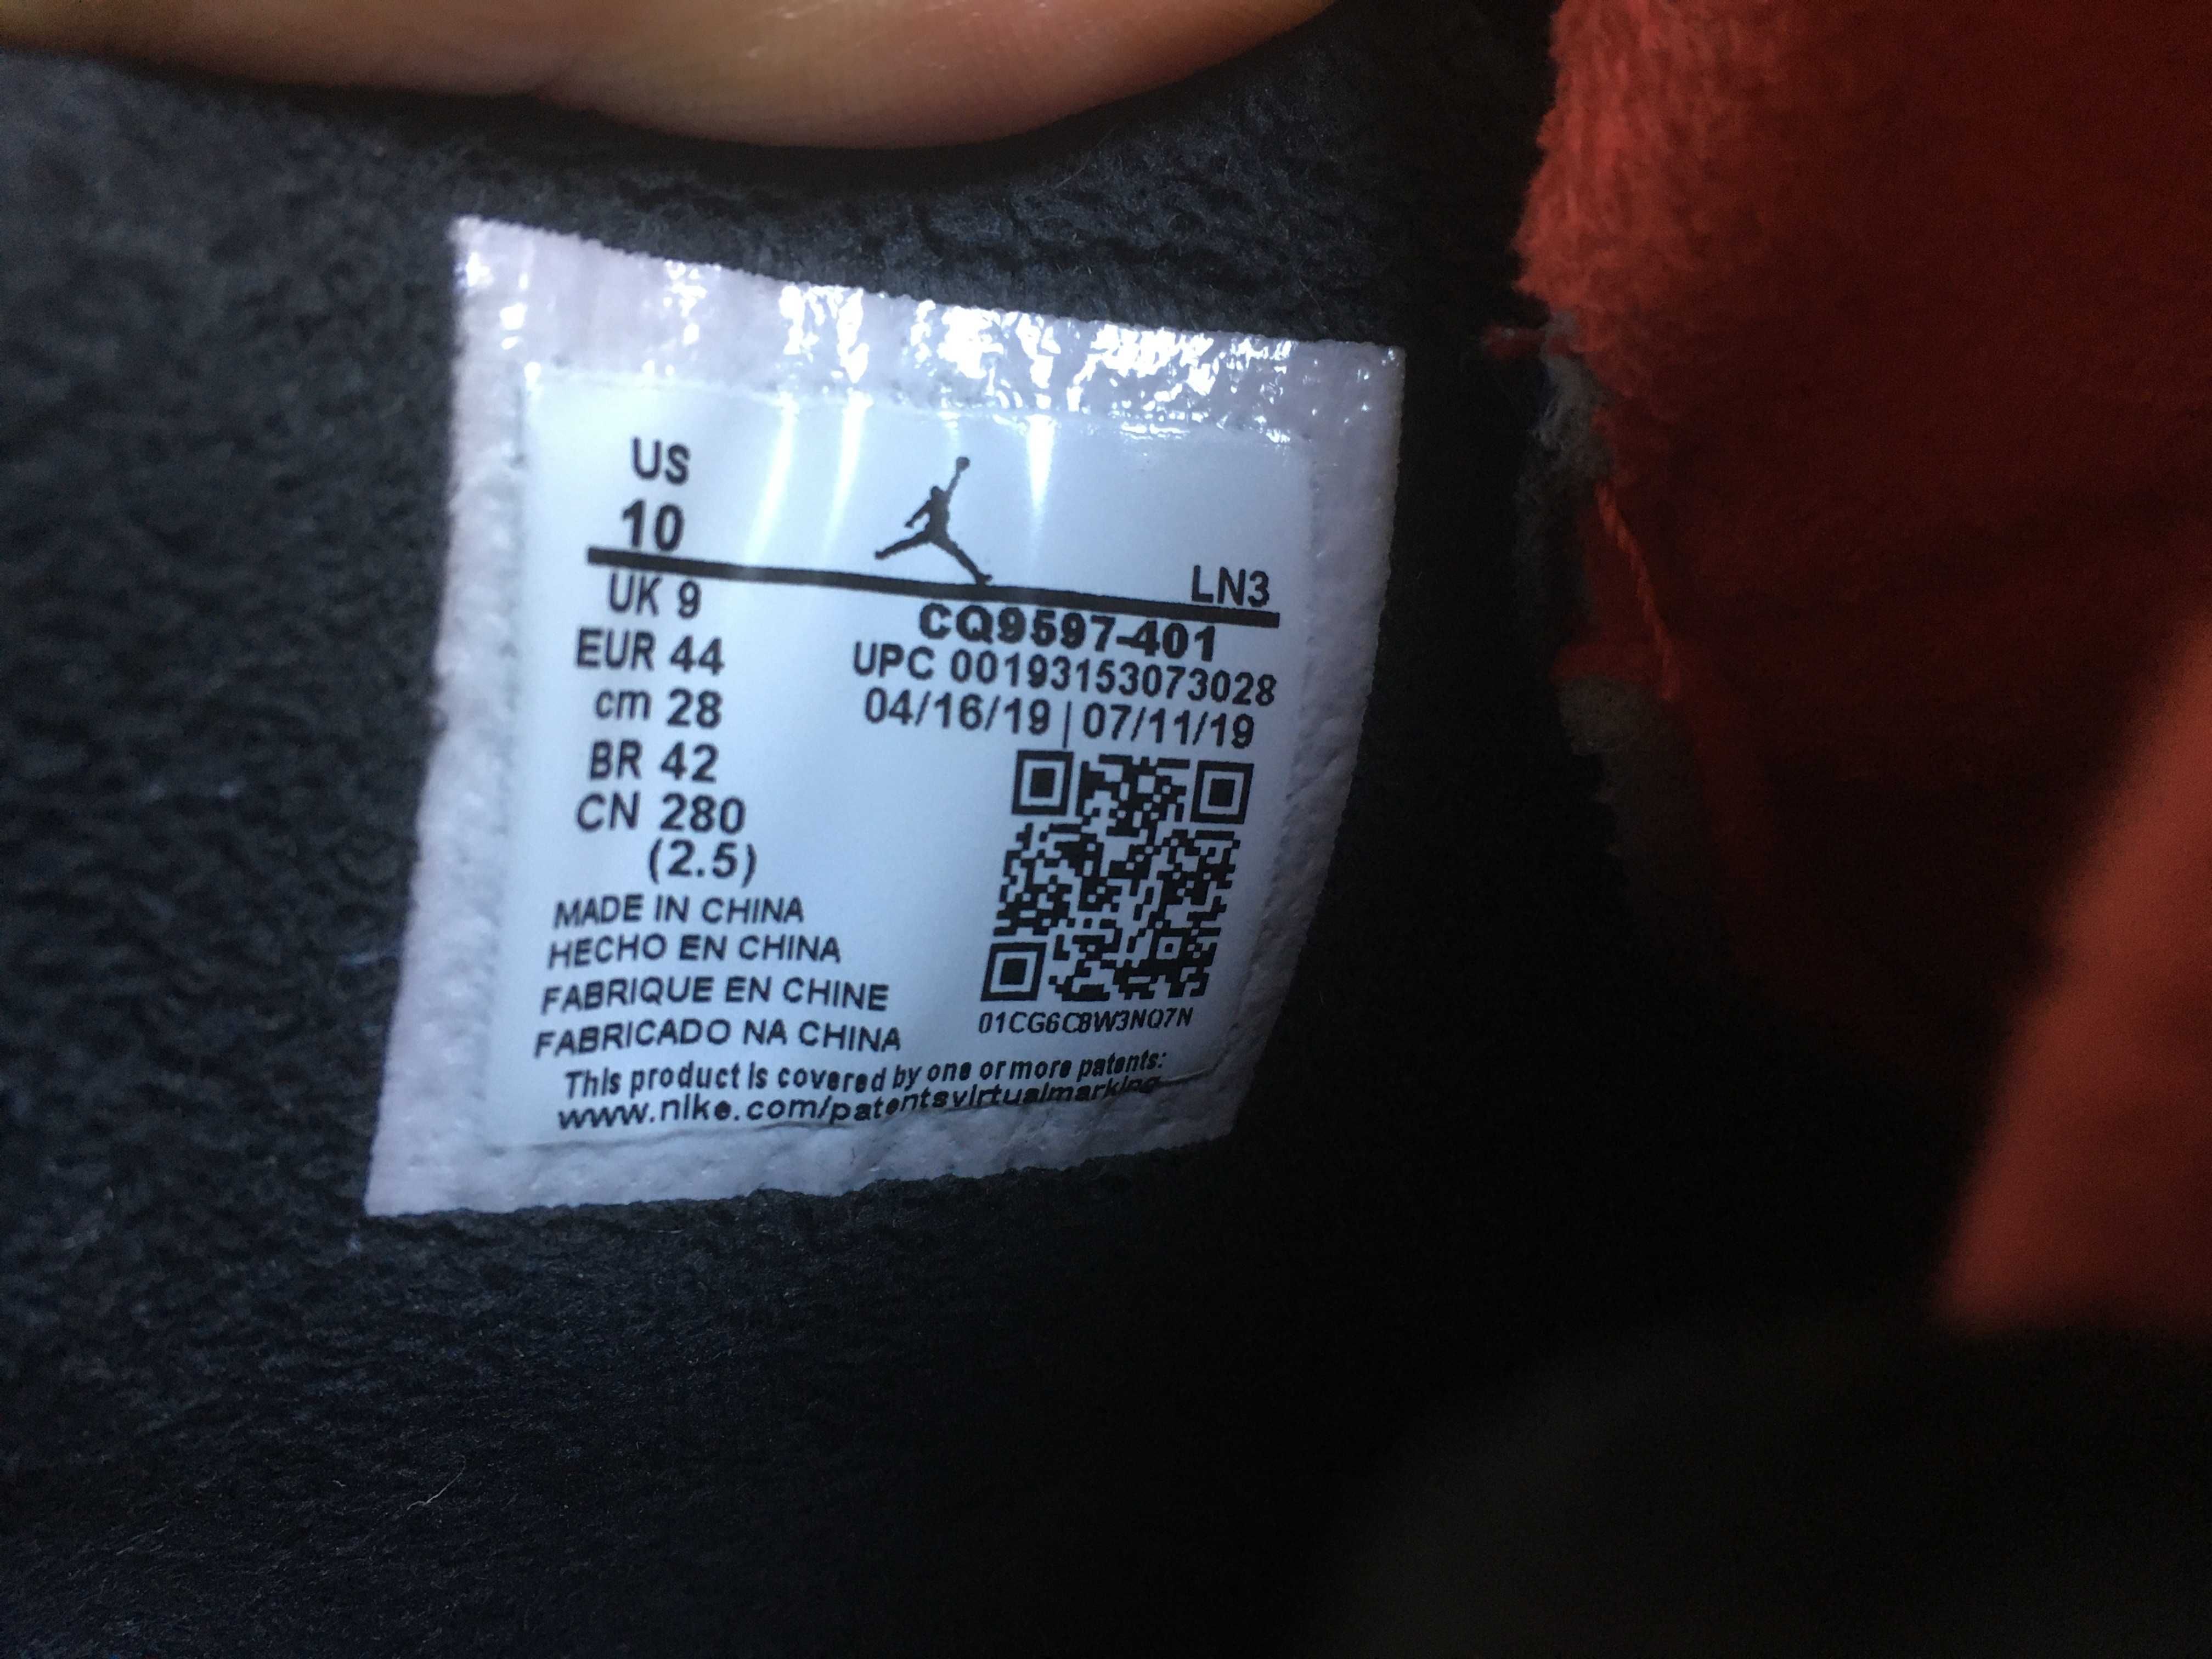 US
10
LN3
UK 9
CQ9597-401
EUR 44
UPC 00193153073028
cm 28
04/16/19 | 07/11/19
BR 42
CN 280
(2.5)
MADE IN CHINA
HECHO EN CHINA
FABRIQUE EN CHINE
FABRICADO NA CHINA
01CG6C8W3NQ7N
This product is covered by one or more patents:
www.nike.com/patentsvirtualmarking